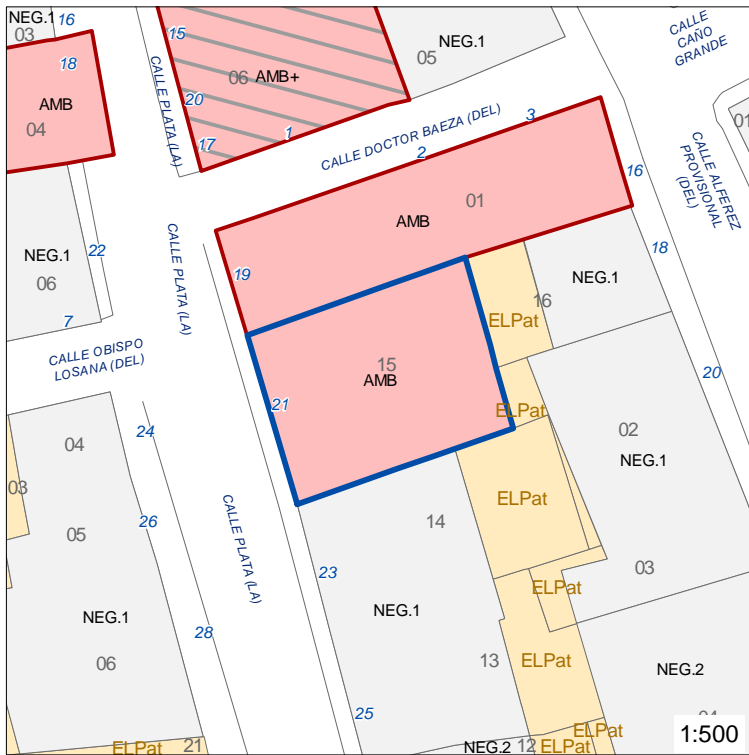 NEG.1
16
03
18
AMB
04
15
CALLE PLATA (LA)
20
06
AMB+
17
1
NEG.1
05
CALLE
CAÑO
GRANDE
01
CALLE DOCTOR BAEZA (DEL)
2
3
CALLE ALFEREZ
PROVISIONAL
(DEL)
16
01
AMB
19
CALLE PLATA (LA)
NEG.1
22
06
7
CALLE OBISPO
LOSANA (DEL)
18
NEG.1
16
ELPat
15
AMB
21
20
ELPat
02
NEG.1
04
24
03
05
26
CALLE PLATA (LA)
14
ELPat
23
03
ELPat
NEG.1
NEG.1
28
06
13
ELPat
NEG.2
25
ELPat
21
NEG.2
12
ELPat
ELPat
1:500